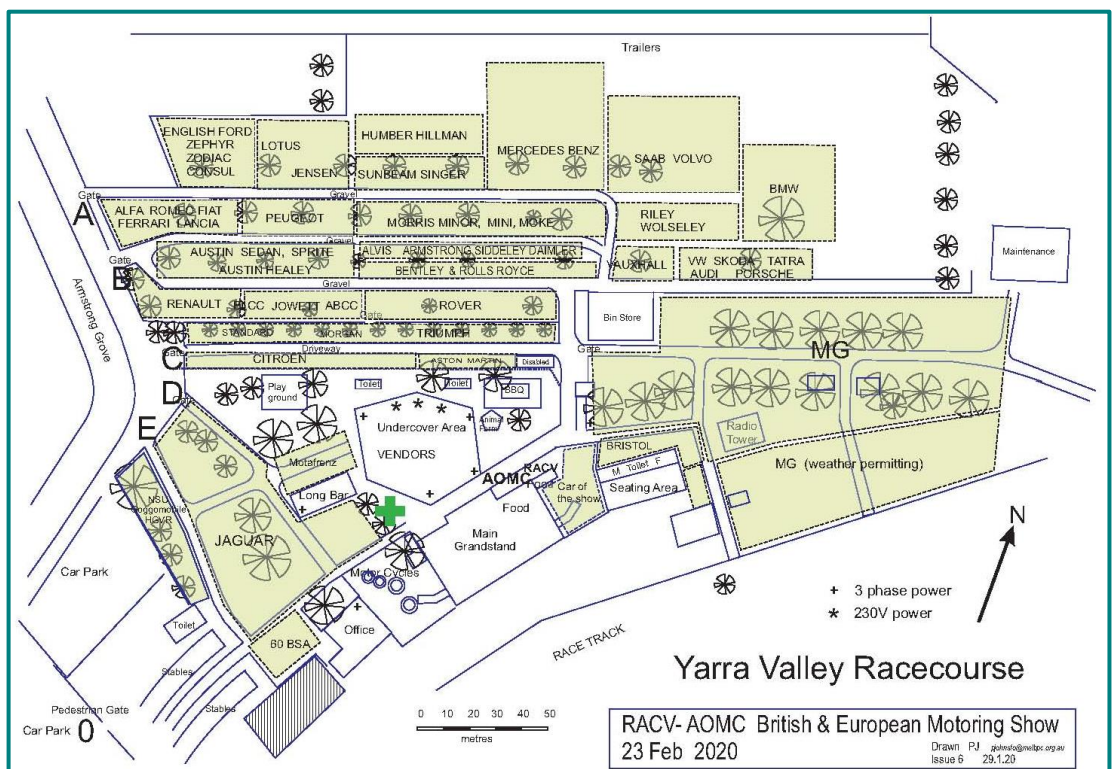 Trailers
ENGLISH FORD
ZEPHYR
ZODIAC
CONSUL
LOTUS
JENSEN
HUMBER HILLMAN
SUNBEAM SINGER
MERCEDES BENZ
SAAB VOLVO
BMW
Gate
Gravel
A
ALFA ROMEO FIAT
FERRARI LANCIA
PEUGEOT
MORRIS MINOR, MINI, MOKE
RILEY
WOLSELEY
Gravel
AUSTIN SEDAN, SPRITE
AUSTIN HEALEY
ALVIS ARMSTRONG SIDDELEY DAIMLER
BENTLEY & ROLLS ROYCE
VAUXHALL
VW SKODA TATRA
AUDI PORSCHE
Maintenance
Gate
B
Gravel
Armstrong Grove
RENAULT
JOWETT ABCC
ROVER
Gate
Bin Store
STANDARD
MORGAN
TRIUMPH
MG
Driveway
Gate
C
CITROEN
ASTON MARTIN
Disabled
Gate
D
Play
ground
Toilet
Toilet
BBQ
Gate
E
Undercover Area
VENDORS
Animal
Farm
Radio
Tower
Motafrenz
AOMC
RACV
Food
BRISTOL
M Toilet F
MG (weather permitting)
Long Bar
Car of
the show
Seating Area
NSU
Goggomobile
HGVR
Food
JAGUAR
Main
Grandstand
Car Park
Motor Cycles
N
+ 3 phase power
* 230V power
Toilet
Office
60 BSA
RACE TRACK
Stables
Stables
Yarra Valley Racecourse
Pedestrian Gate
Car Park 0
0 10 20 30 40 50
metres
RACV- AOMC British & European Motoring Show
23 Feb 2020
Drawn PJ
Issue 6 29.1.20